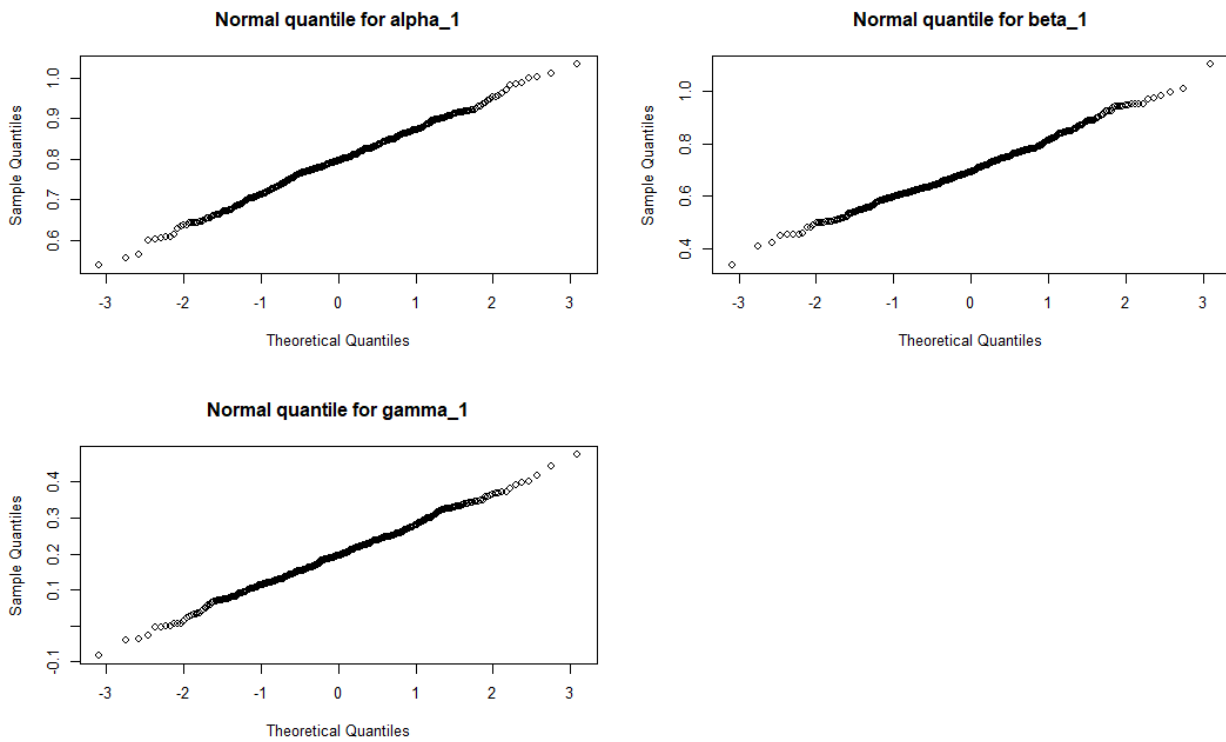 Normal quantile for alpha_1
Sample Quantiles
1.0
0.9
0.8
0.7
0.6
-3 -2 -1 0 1 2 3
Theoretical Quantiles
Normal quantile for beta_1
Sample Quantiles
1.0
0.8
0.6
0.4
-3 -2 -1 0 1 2 3
Theoretical Quantiles
Normal quantile for gamma_1
Sample Quantiles
0.4
0.3
0.2
0.1
-0.1
-3 -2 -1 0 1 2 3
Theoretical Quantiles